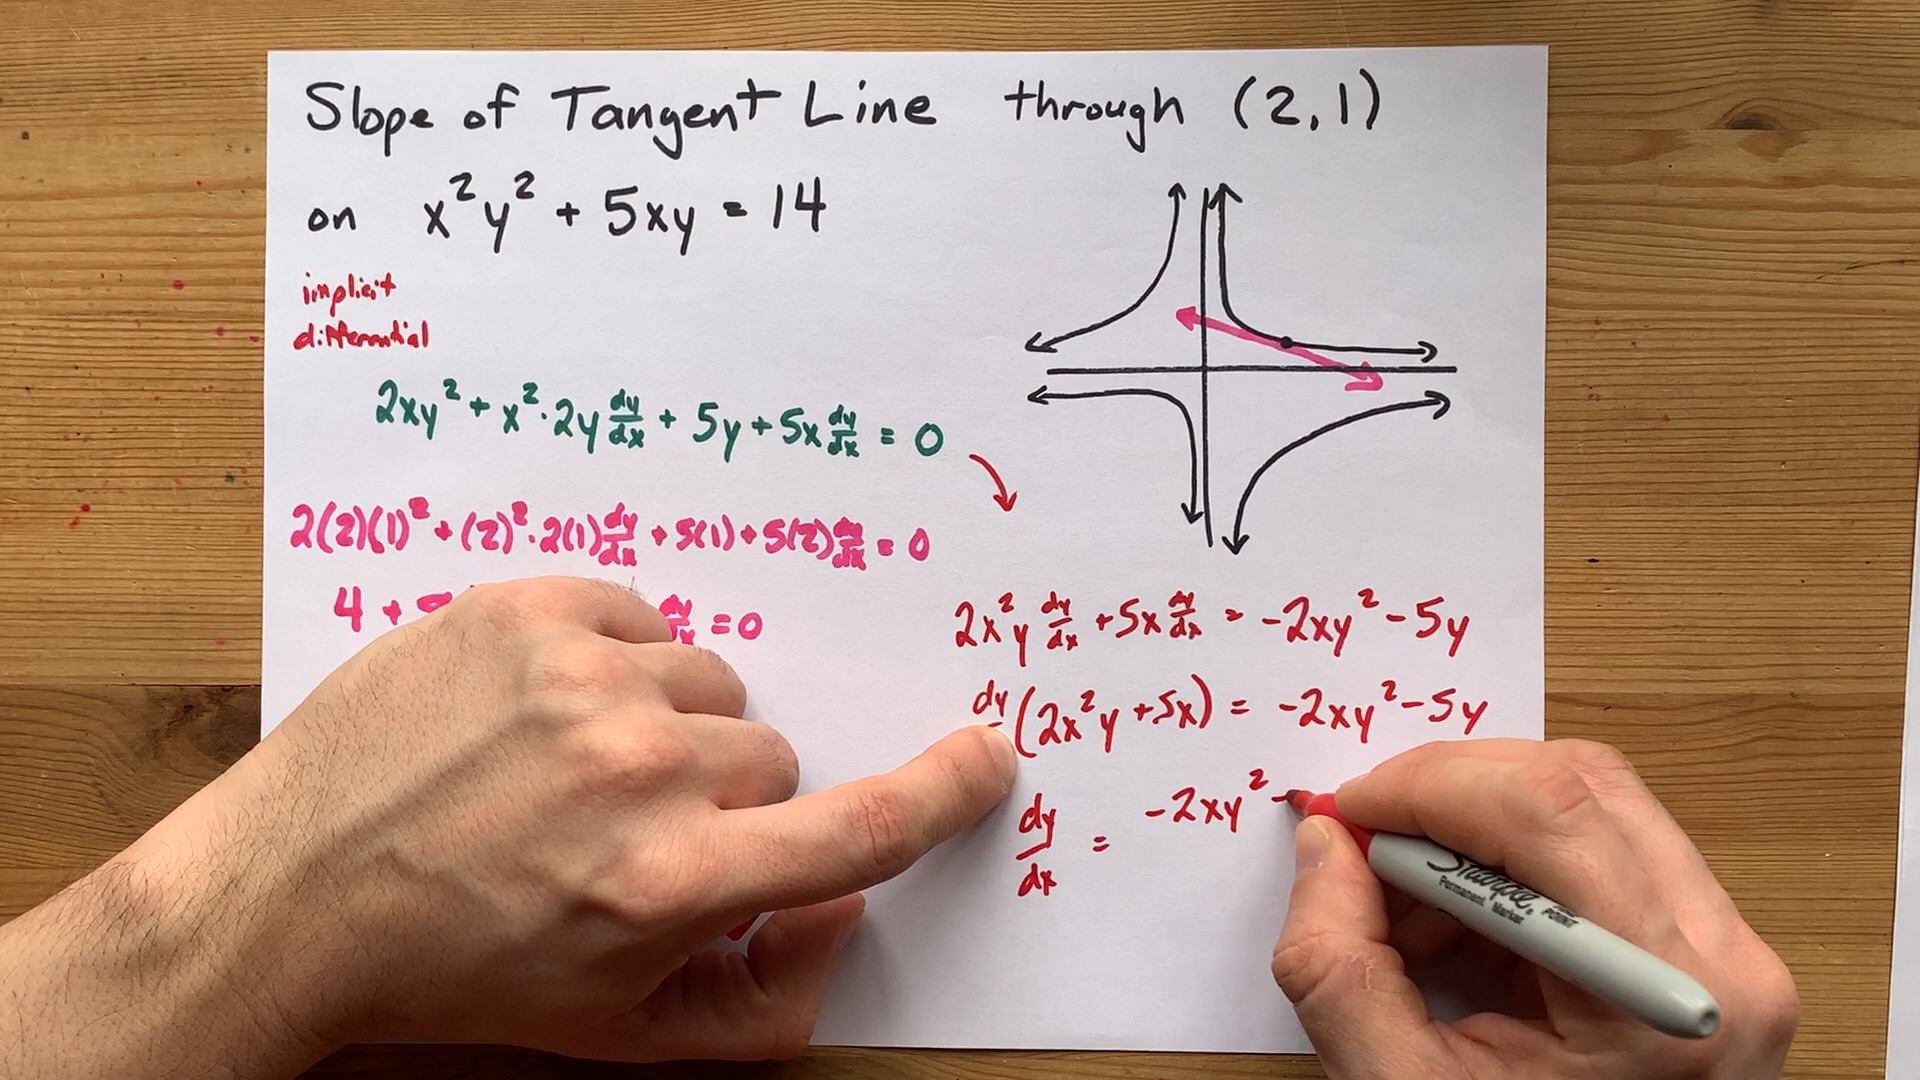 Slope of Tangent Line through (2,1)
on x²y² + 5xy = 14
implicit
differential
2xy² + x²·2y dy/dx + 5y + 5x dy/dx = 0
2(2)(1)² + (2)²·2(1) dy/dx + 5(1) + 5(2) dy/dx = 0
4 + dy/dx = 0
2x²y dy/dx + 5x dy/dx = -2xy² - 5y
dy (2x²y + 5x) = -2xy² - 5y
dy/dx = -2xy² -
Sharpie
Permanent Marker
POINT